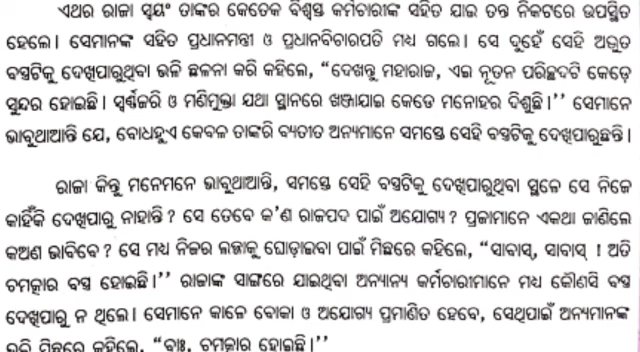 ଏଥର ରାଜା ସ୍ୱୟଂ ତାଙ୍କର କେତେକ ବିଶ୍ୱସ୍ତ କର୍ମଚାରୀଙ୍କ ସହିତ ଯାଇ ତନ୍ତ ନିକଟରେ ଉପସ୍ଥିତ
ହେଲେ। ସେମାନଙ୍କ ସହିତ ପ୍ରଧାନମନ୍ତ୍ରୀ ଓ ପ୍ରଧାନବିଚାରପତି ମଧ୍ୟ ଗଲେ। ସେ ଦୁହେଁ ସେହି ଅଦ୍ଭୁତ
ବସ୍ତ୍ରଟିକୁ ଦେଖିପାରୁଥିବା ଭଳି ଛଳନା କରି କହିଲେ, “ଦେଖନ୍ତୁ ମହାରାଜ, ଏଇ ନୂତନ ପରିଚ୍ଛଦଟି କେଡ଼େ
ସୁନ୍ଦର ହୋଇଛି। ସ୍ୱର୍ଣ୍ଣଜରି ଓ ମଣିମୁକ୍ତା ଯଥା ସ୍ଥାନରେ ଖଞ୍ଜାଯାଇ କେଡେ ମନୋହର ଦିଶୁଛି।’’ ସେମାନେ
ଭାବୁଥାଆନ୍ତି ଯେ, ବୋଧହୁଏ କେବଳ ତାଙ୍କରି ବ୍ୟତୀତ ଅନ୍ୟମାନେ ସମସ୍ତେ ସେହି ବସ୍ତ୍ରଟିକୁ ଦେଖିପାରୁଛନ୍ତି।
ରାଜା କିନ୍ତୁ ମନେମନେ ଭାବୁଥାଆନ୍ତି, ସମସ୍ତେ ସେହି ବସ୍ତ୍ରଟିକୁ ଦେଖିପାରୁଥିବା ସ୍ଥଳେ ସେ ନିଜେ
କାହିଁକି ଦେଖିପାରୁ ନାହାନ୍ତି? ସେ ତେବେ କ’ଣ ରାଜପଦ ପାଇଁ ଅଯୋଗ୍ୟ? ପ୍ରଜାମାନେ ଏକଥା ଜାଣିଲେ
କଅଣ ଭାବିବେ? ସେ ମଧ୍ୟ ନିଜର ଲଜ୍ଜାକୁ ଘୋଡ଼ାଇବା ପାଇଁ ମିଛରେ କହିଲେ, “ସାବାସ୍, ସାବାସ୍! ଅତି
ଚମତ୍କାର ବସ୍ତ୍ର ହୋଇଛି।’’ ରାଜାଙ୍କ ସାଙ୍ଗରେ ଯାଇଥିବା ଅନ୍ୟାନ୍ୟ କର୍ମଚାରୀମାନେ ମଧ୍ୟ କୌଣସି ବସ୍ତ୍ର
ଦେଖିପାରୁ ନ ଥିଲେ। ସେମାନେ କାଳେ ବୋକା ଓ ଅଯୋଗ୍ୟ ପ୍ରମାଣିତ ହେବେ, ସେଥିପାଇଁ ଅନ୍ୟମାନଙ୍କ
ଭଳି ମିଛରେ କହିଲେ, “ବାଃ, ଚମତ୍କାର ହୋଇଛି।’’